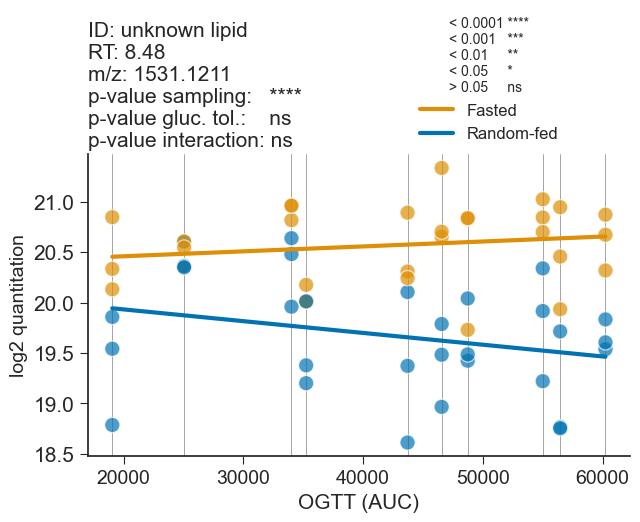 ID: unknown lipid
RT: 8.48
m/z: 1531.1211
p-value sampling: ****
p-value gluc. tol.: ns
p-value interaction: ns
< 0.0001 ****
< 0.001 ***
< 0.01 **
< 0.05 *
> 0.05 ns
Fasted
Random-fed
log2 quantitation
21.0
20.5
20.0
19.5
19.0
18.5
20000 30000 40000 50000 60000
OGTT (AUC)